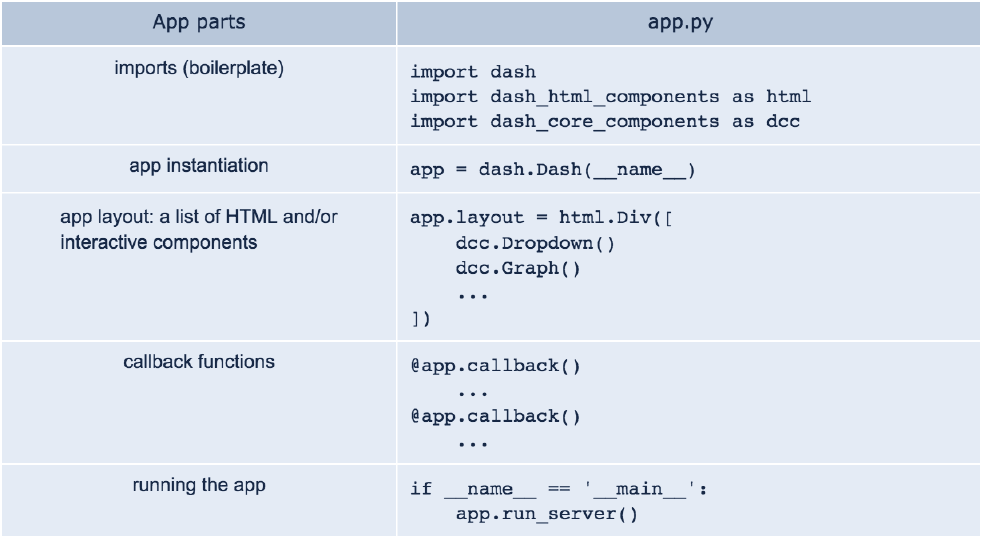 App parts
app.py
imports (boilerplate)
import dash
import dash_html_components as html
import dash_core_components as dcc
app instantiation
app = dash.Dash(__name__)
app layout: a list of HTML and/or
interactive components
app.layout = html.Div([
    dcc.Dropdown()
    dcc.Graph()
    ...
])
callback functions
@app.callback()
    ...
@app.callback()
    ...
running the app
if __name__ == '__main__':
    app.run_server()